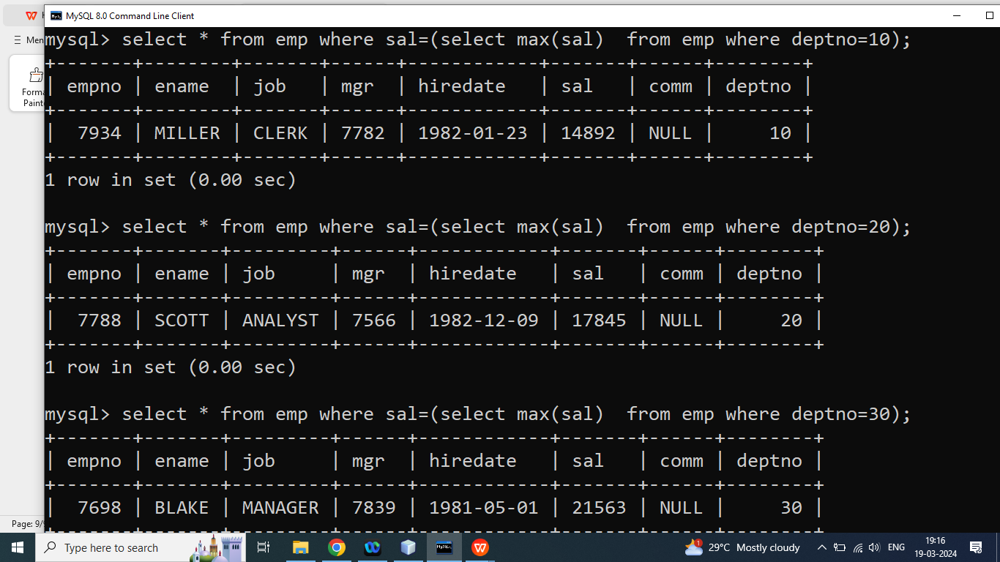 MySQL 8.0 Command Line Client
mysql> select * from emp where sal=(select max(sal)  from emp where deptno=10);
+-------+--------+-------+------+------------+-------+------+--------+
| empno | ename  | job   | mgr  | hiredate   | sal   | comm | deptno |
+-------+--------+-------+------+------------+-------+------+--------+
|  7934 | MILLER | CLERK | 7782 | 1982-01-23 | 14892 | NULL |     10 |
+-------+--------+-------+------+------------+-------+------+--------+
1 row in set (0.00 sec)
mysql> select * from emp where sal=(select max(sal)  from emp where deptno=20);
+-------+-------+---------+------+------------+-------+------+--------+
| empno | ename | job     | mgr  | hiredate   | sal   | comm | deptno |
+-------+-------+---------+------+------------+-------+------+--------+
|  7788 | SCOTT | ANALYST | 7566 | 1982-12-09 | 17845 | NULL |     20 |
+-------+-------+---------+------+------------+-------+------+--------+
1 row in set (0.00 sec)
mysql> select * from emp where sal=(select max(sal)  from emp where deptno=30);
+-------+-------+---------+------+------------+-------+------+--------+
| empno | ename | job     | mgr  | hiredate   | sal   | comm | deptno |
+-------+-------+---------+------+------------+-------+------+--------+
|  7698 | BLAKE | MANAGER | 7839 | 1981-05-01 | 21563 | NULL |     30 |
+-------+-------+---------+------+------------+-------+------+--------+
Men
Forma
Paint
Page: 9/
Type here to search
MySQL
1
29°C Mostly cloudy
ENG
19:16
19-03-2024